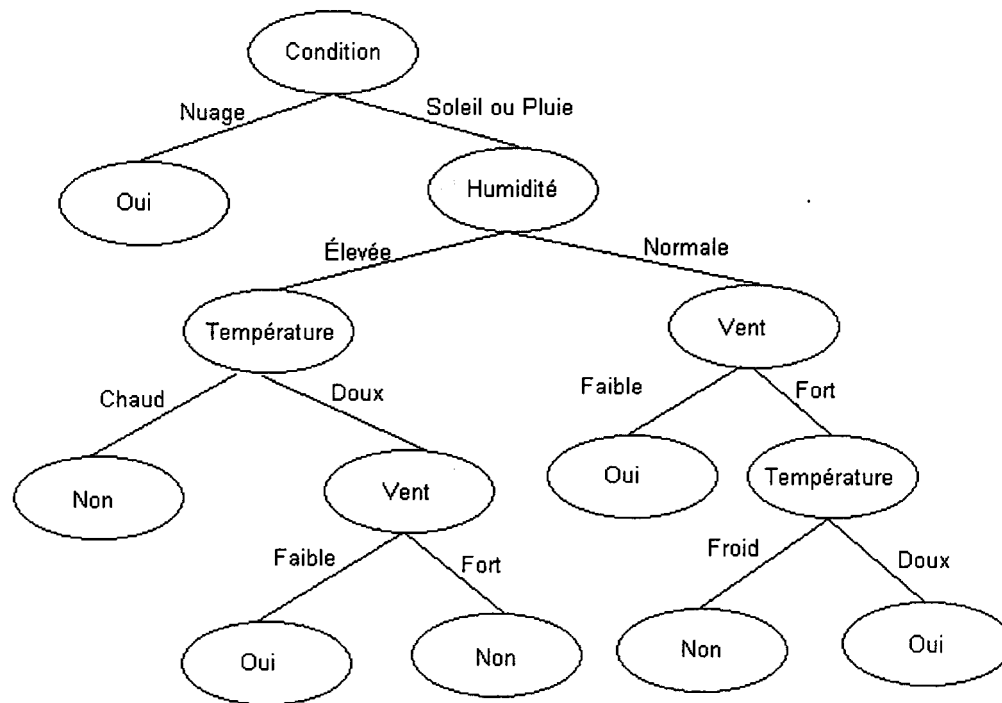 Condition
Nuage
Soleil ou Pluie
Oui
Humidité
Élevée
Normale
Température
Vent
Chaud
Doux
Faible
Fort
Non
Vent
Oui
Température
Faible
Fort
Froid
Doux
Oui
Non
Non
Oui